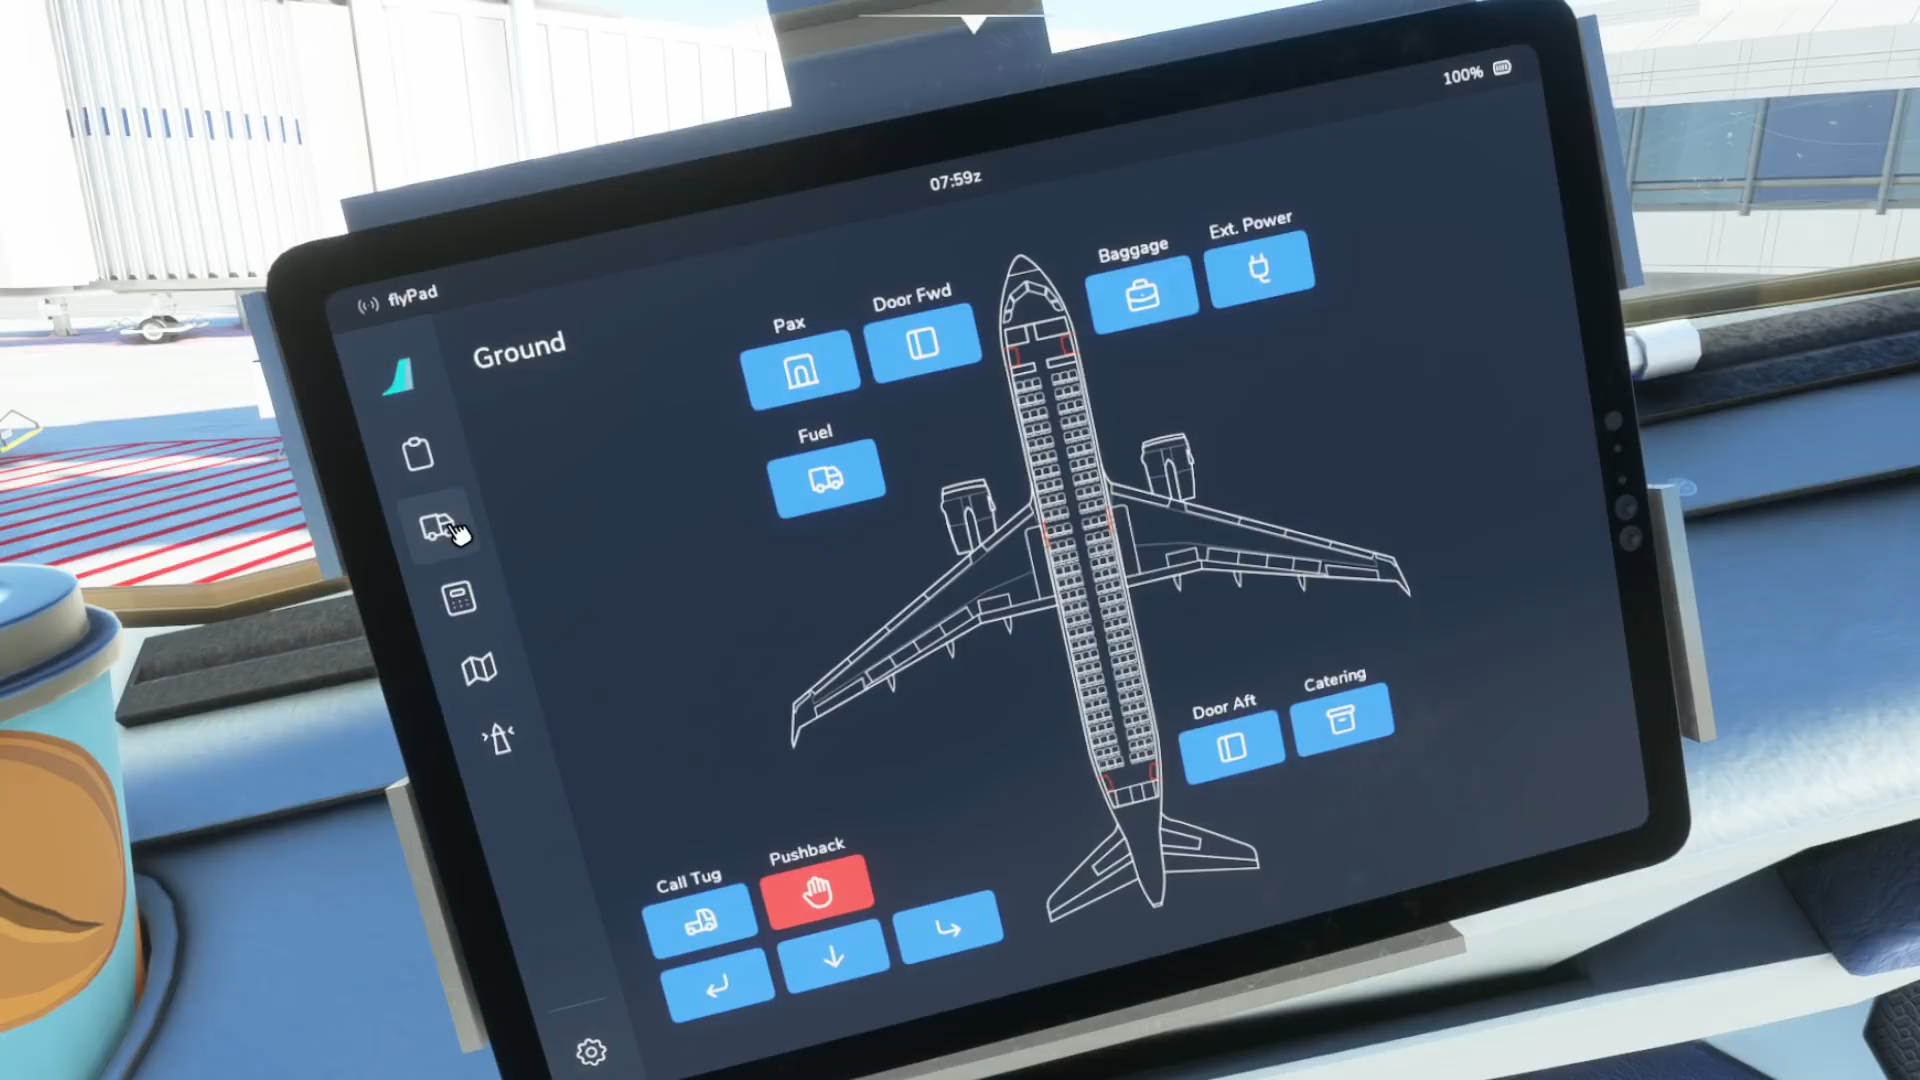 100%
07:59z
flyPad
Ground
Pax
Door Fwd
Baggage
Ext. Power
Fuel
Door Aft
Catering
Call Tug
Pushback